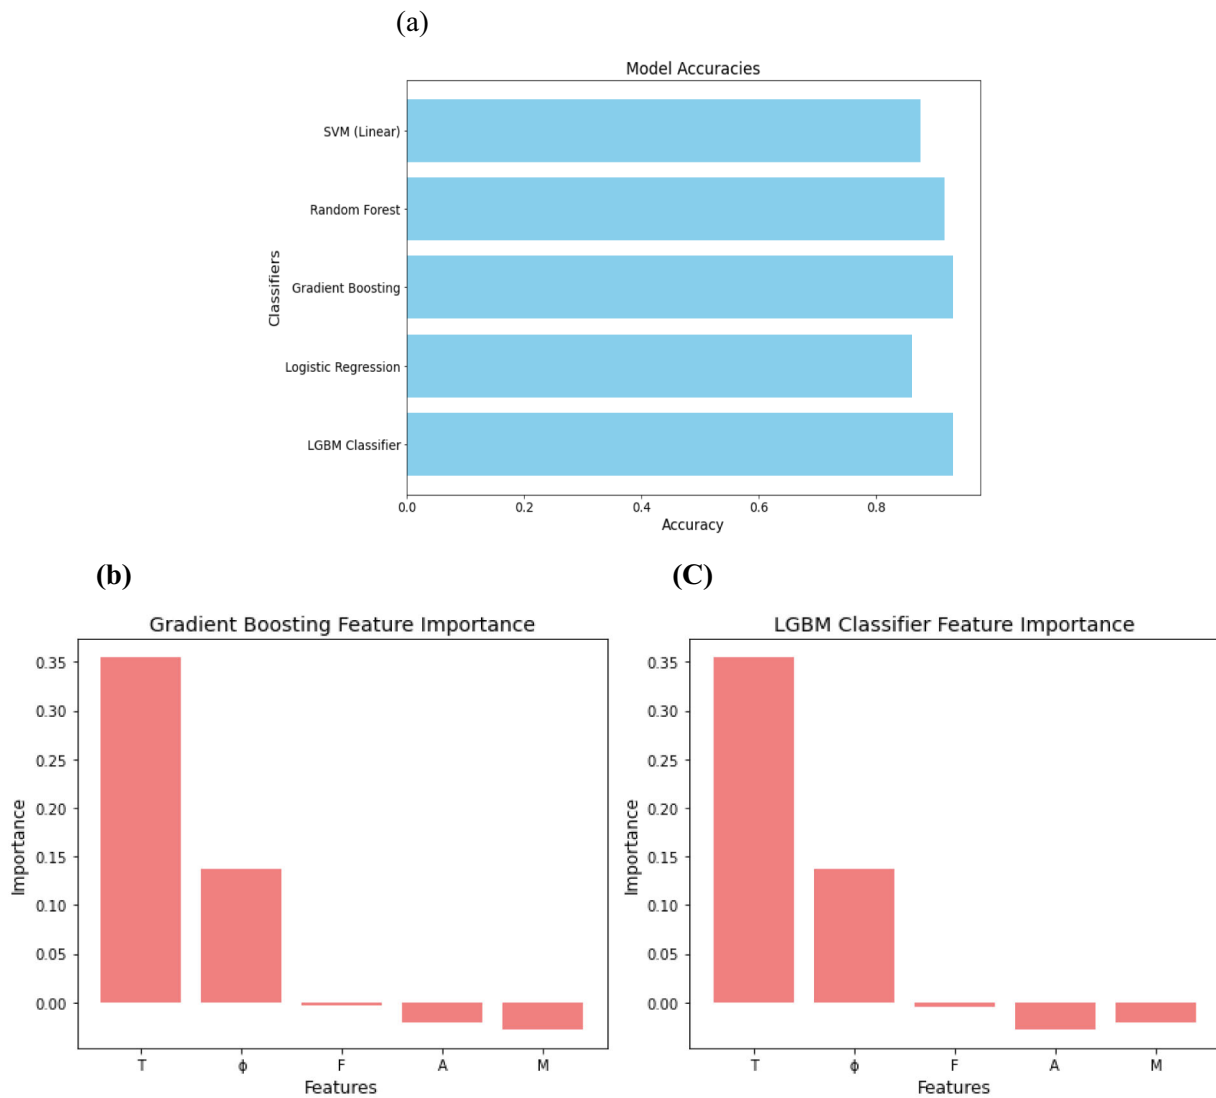 (a)
Model Accuracies
Classifiers
SVM (Linear)
Random Forest
Gradient Boosting
Logistic Regression
LGBM Classifier
0.0 0.2 0.4 0.6 0.8
Accuracy
(b)
Gradient Boosting Feature Importance
Importance
0.35
0.30
0.25
0.20
0.15
0.10
0.05
0.00
T ϕ F A M
Features
(C)
LGBM Classifier Feature Importance
Importance
0.35
0.30
0.25
0.20
0.15
0.10
0.05
0.00
T ϕ F A M
Features